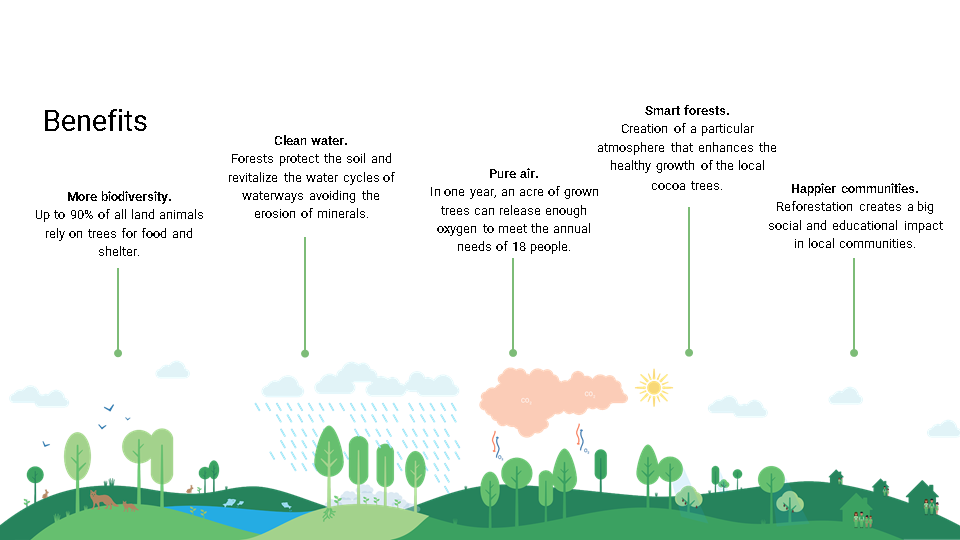 Benefits
More biodiversity.
Up to 90% of all land animals
rely on trees for food and
shelter.
Clean water.
Forests protect the soil and
revitalize the water cycles of
waterways avoiding the
erosion of minerals.
Pure air.
In one year, an acre of grown
trees can release enough
oxygen to meet the annual
needs of 18 people.
Smart forests.
Creation of a particular
atmosphere that enhances the
healthy growth of the local
cocoa trees.
Happier communities.
Reforestation creates a big
social and educational impact
in local communities.
CO₂
CO₂
O₂
O₂